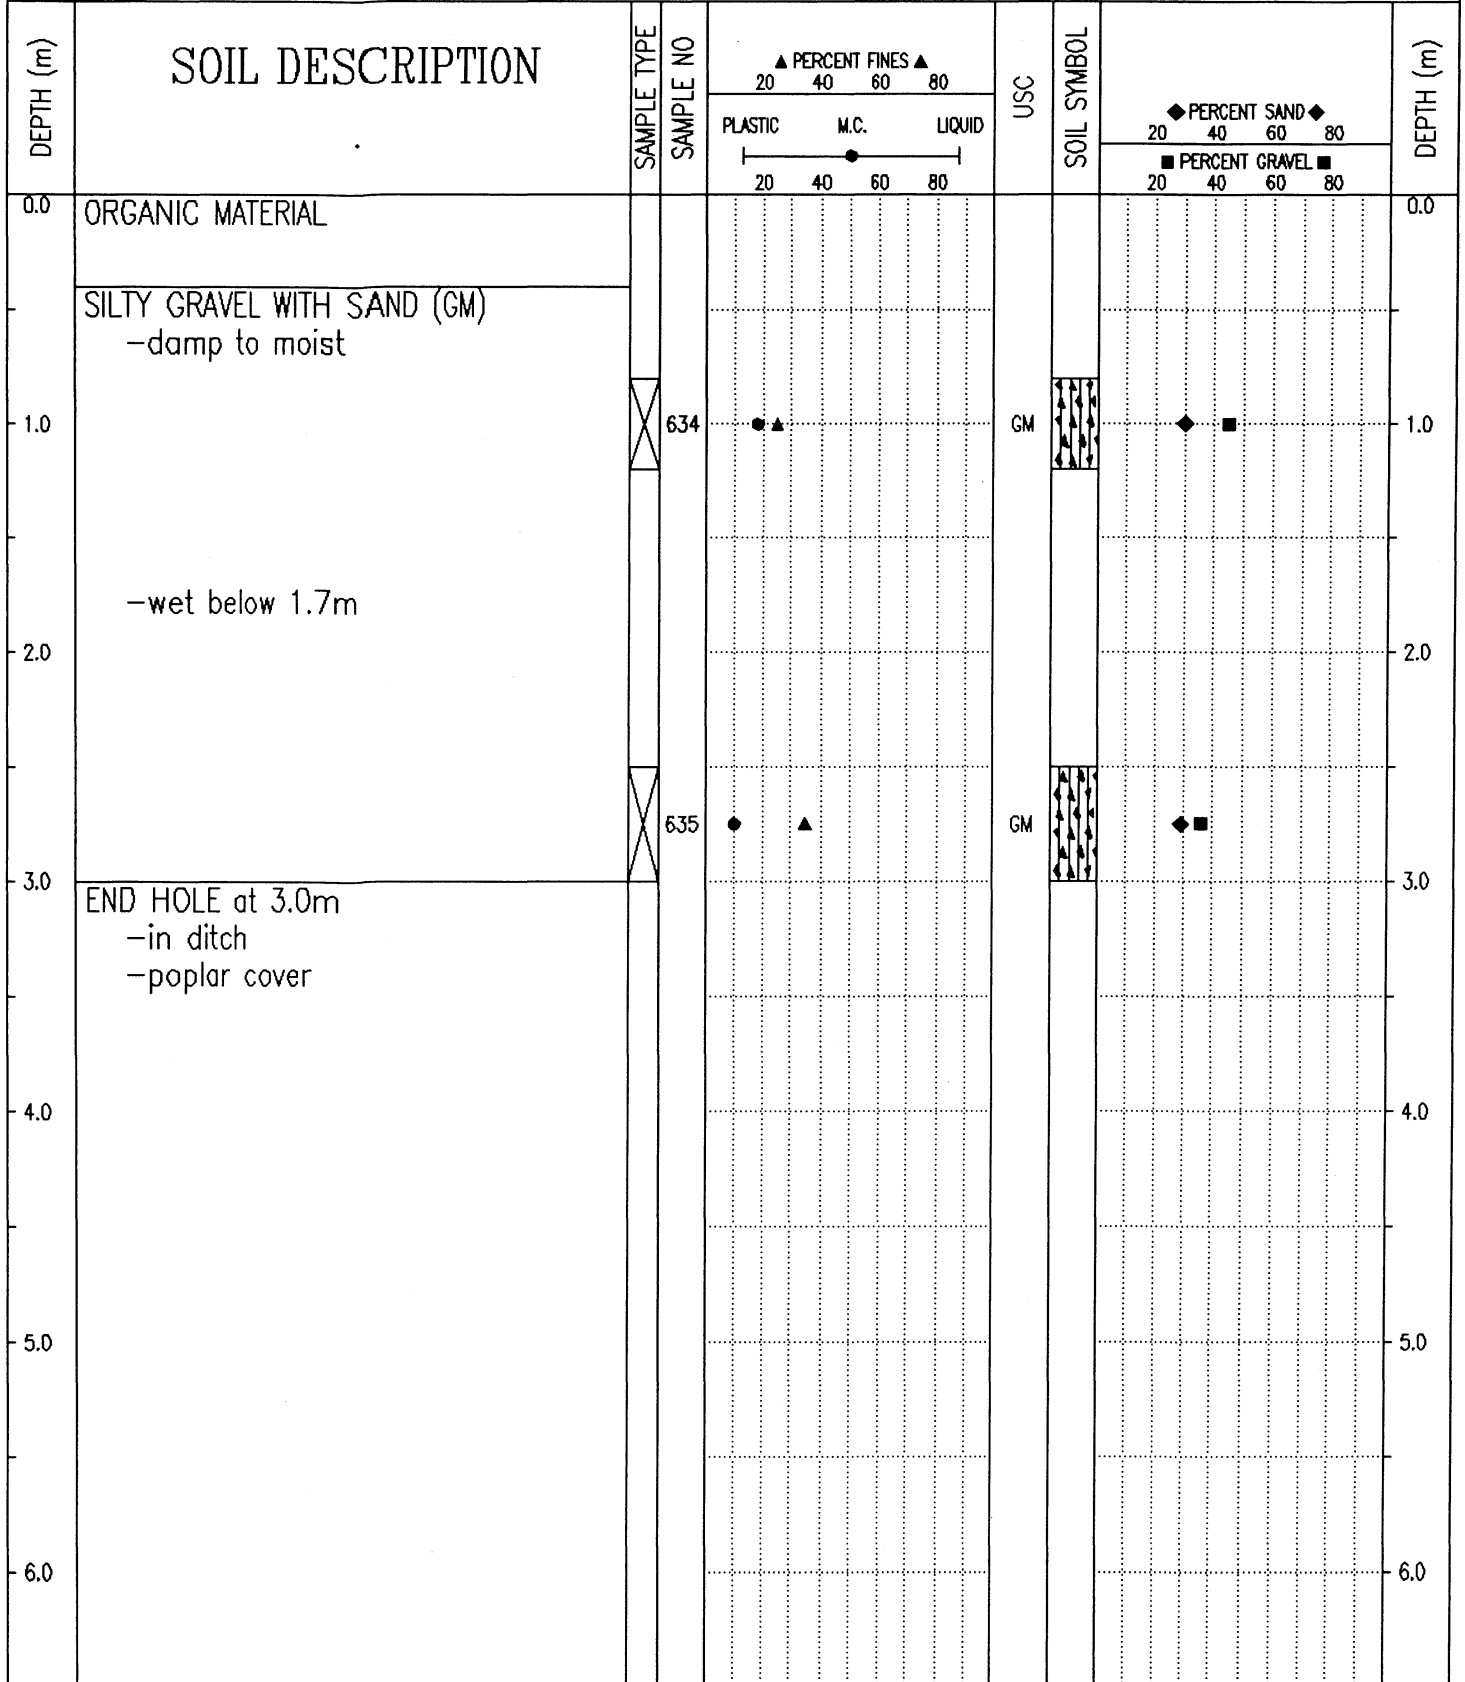 DEPTH (m)
SOIL DESCRIPTION
SAMPLE TYPE
SAMPLE NO
▲ PERCENT FINES ▲
20 40 60 80
PLASTIC M.C. LIQUID
20 40 60 80
USC
SOIL SYMBOL
◆ PERCENT SAND ◆
20 40 60 80
■ PERCENT GRAVEL ■
20 40 60 80
DEPTH (m)
0.0 ORGANIC MATERIAL 0.0
SILTY GRAVEL WITH SAND (GM)
-damp to moist
1.0 634 GM 1.0
-wet below 1.7m
2.0 2.0
635 GM
3.0 3.0
END HOLE at 3.0m
-in ditch
-poplar cover
4.0 4.0
5.0 5.0
6.0 6.0